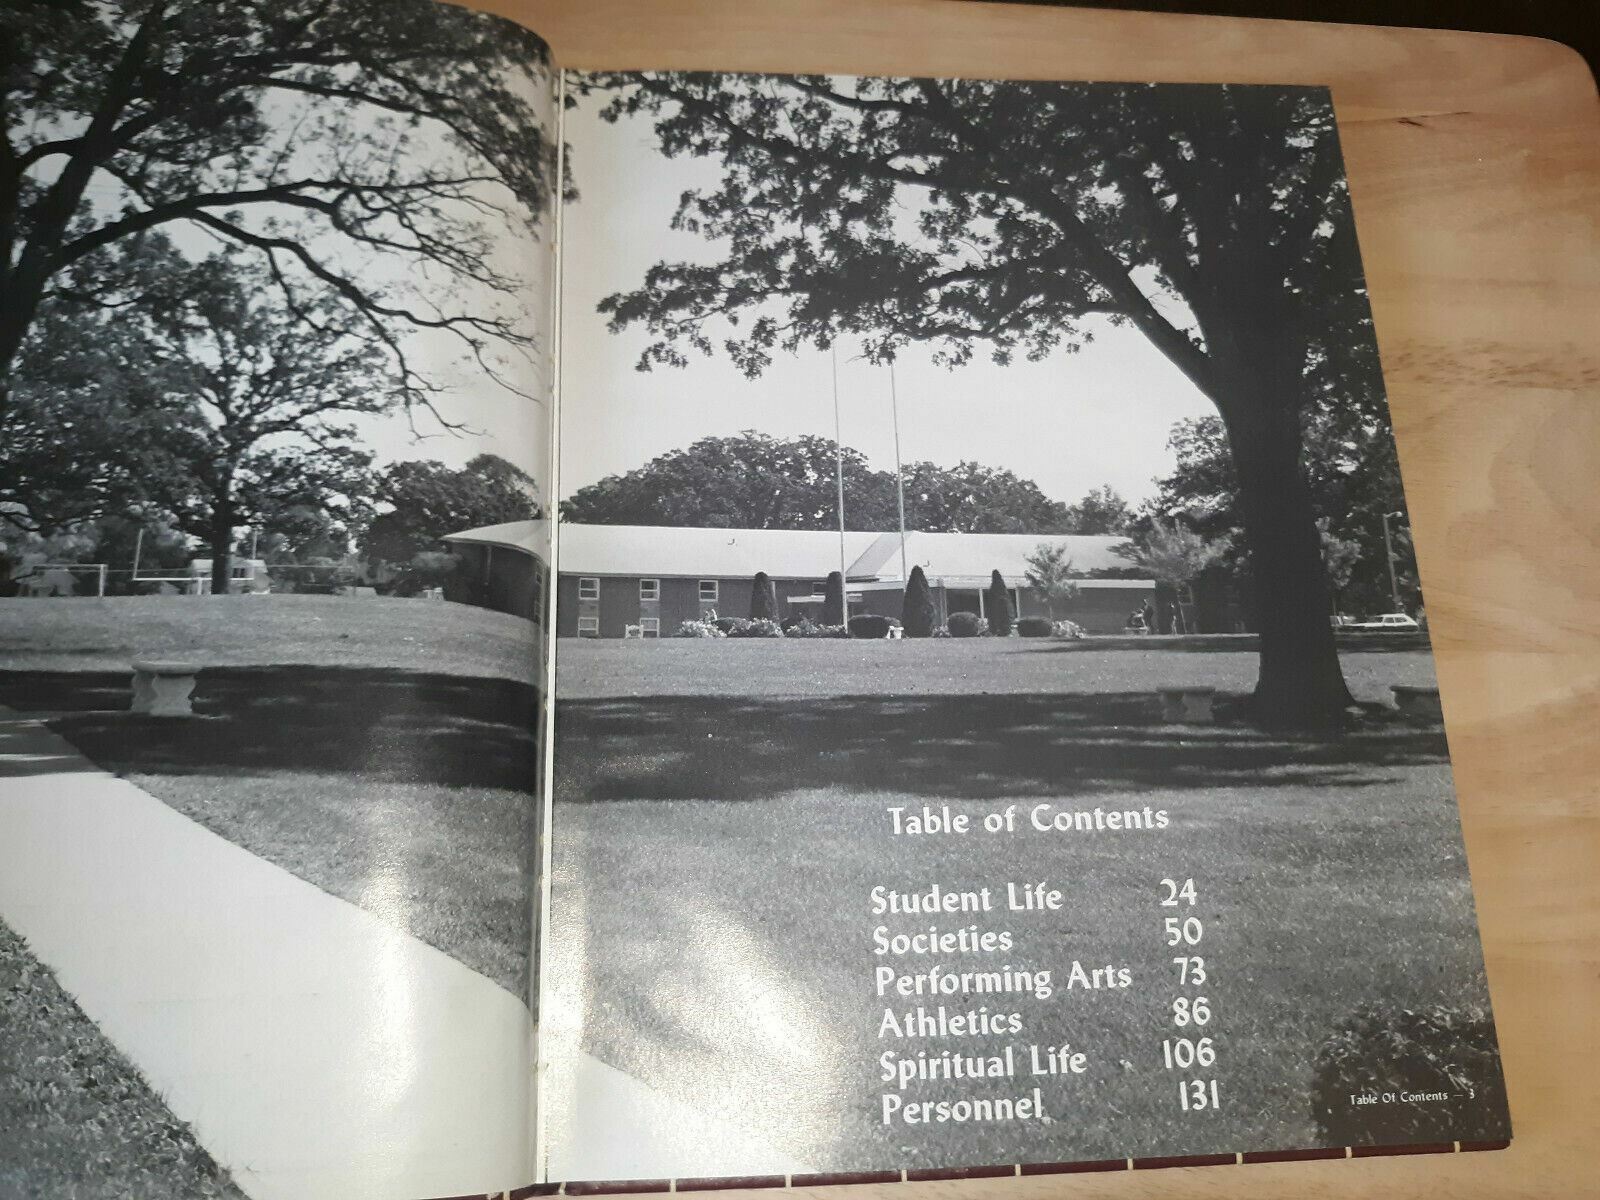 Table of Contents
Student Life 24
Societies 50
Performing Arts 73
Athletics 86
Spiritual Life 106
Personnel 131
Table Of Contents — 3